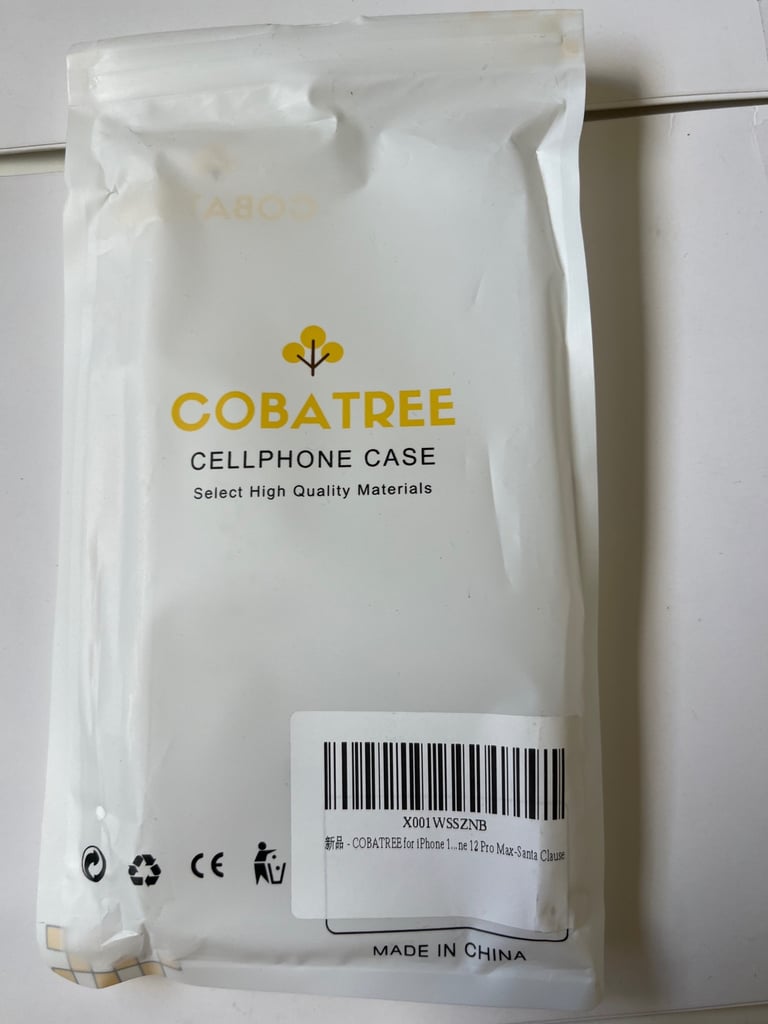 COBATREE
COBATREE
CELLPHONE CASE
Select High Quality Materials
X001WSSZNB
新品 - COBATREE for iPhone 1...ne 12 Pro Max-Santa Clause
CE
MADE IN CHINA